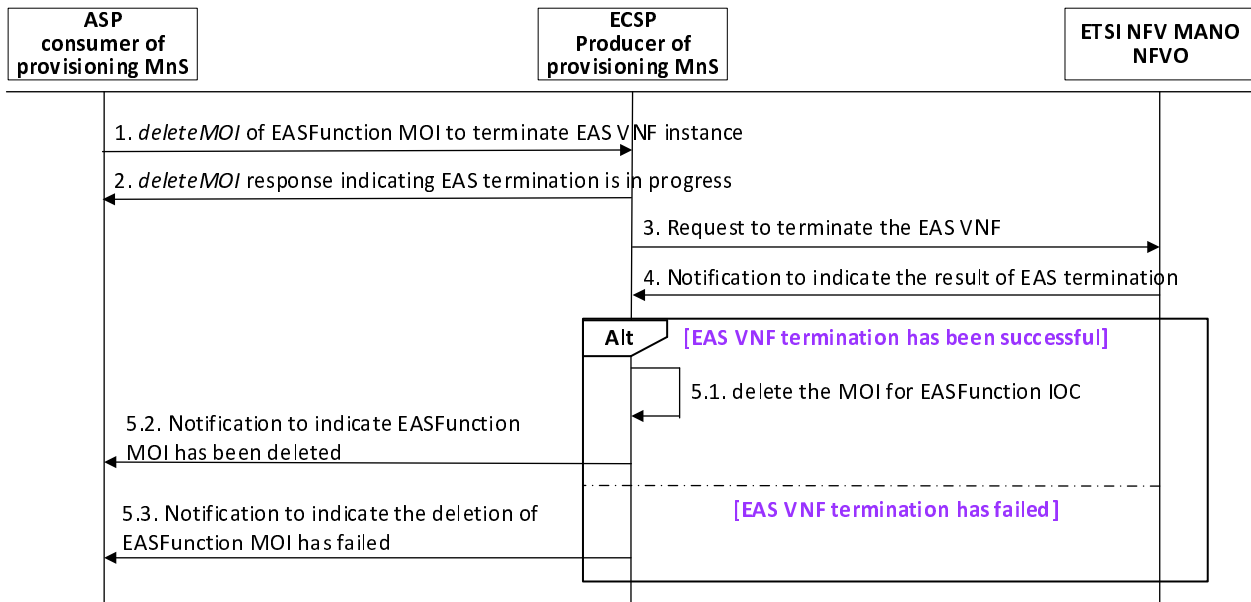 ASP
consumer of
provisioning MnS
ECSP
Producer of
provisioning MnS
ETSI NFV MANO
NFVO
1. deleteMOI of EASFunction MOI to terminate EAS VNF instance
2. deleteMOI response indicating EAS termination is in progress
3. Request to terminate the EAS VNF
4. Notification to indicate the result of EAS termination
Alt
[EAS VNF termination has been successful]
5.1. delete the MOI for EASFunction IOC
5.2. Notification to indicate EASFunction
MOI has been deleted
[EAS VNF termination has failed]
5.3. Notification to indicate the deletion of
EASFunction MOI has failed